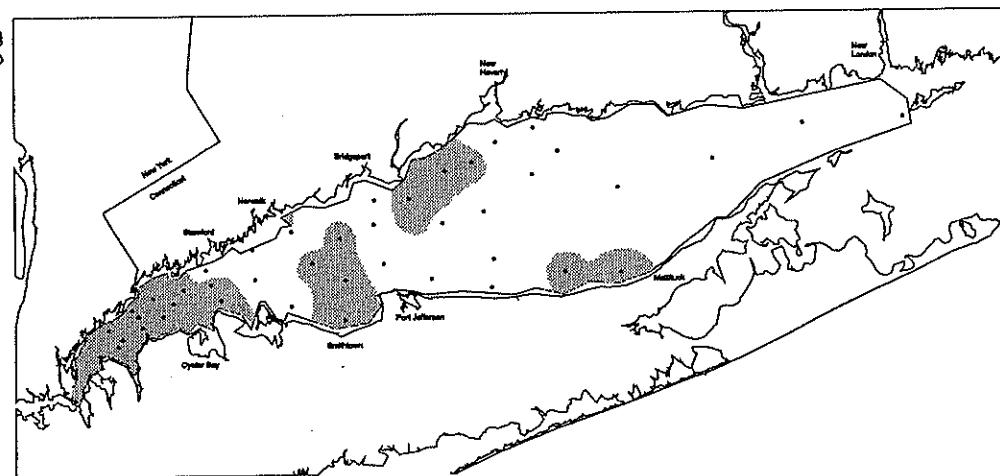 New
London
New
Haven
Bridgeport
New York
Connecticut
Norwalk
Stamford
Mattituck
Port Jefferson
Smithtown
Oyster Bay